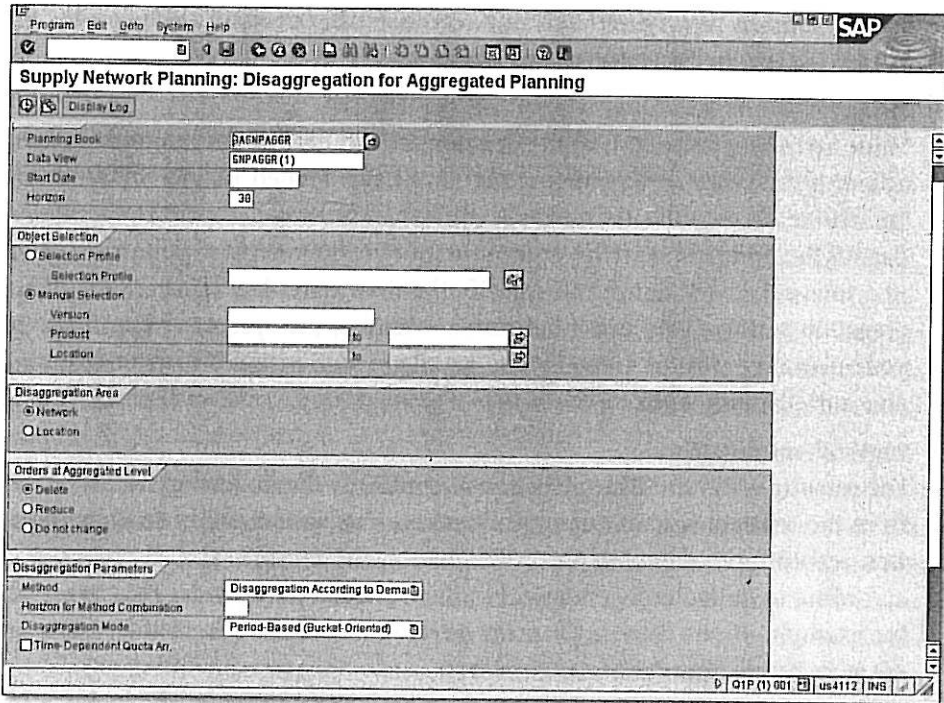 Program Edit Goto System Help
SAP
Supply Network Planning: Disaggregation for Aggregated Planning
Display Log
Planning Book 9ASNPAGGR
Data View SNPAGGR(1)
Start Date
Horizon 30
Object Selection
Selection Profile
Selection Profile
Manual Selection
Version
Product to
Location to
Disaggregation Area
Network
Location
Orders at Aggregated Level
Delete
Reduce
Do not change
Disaggregation Parameters
Method Disaggregation According to Deman
Horizon for Method Combination
Disaggregation Mode Period-Based (Bucket-Oriented)
Time-Dependent Quota Arr.
Q1P (1) 001 us4112 INS